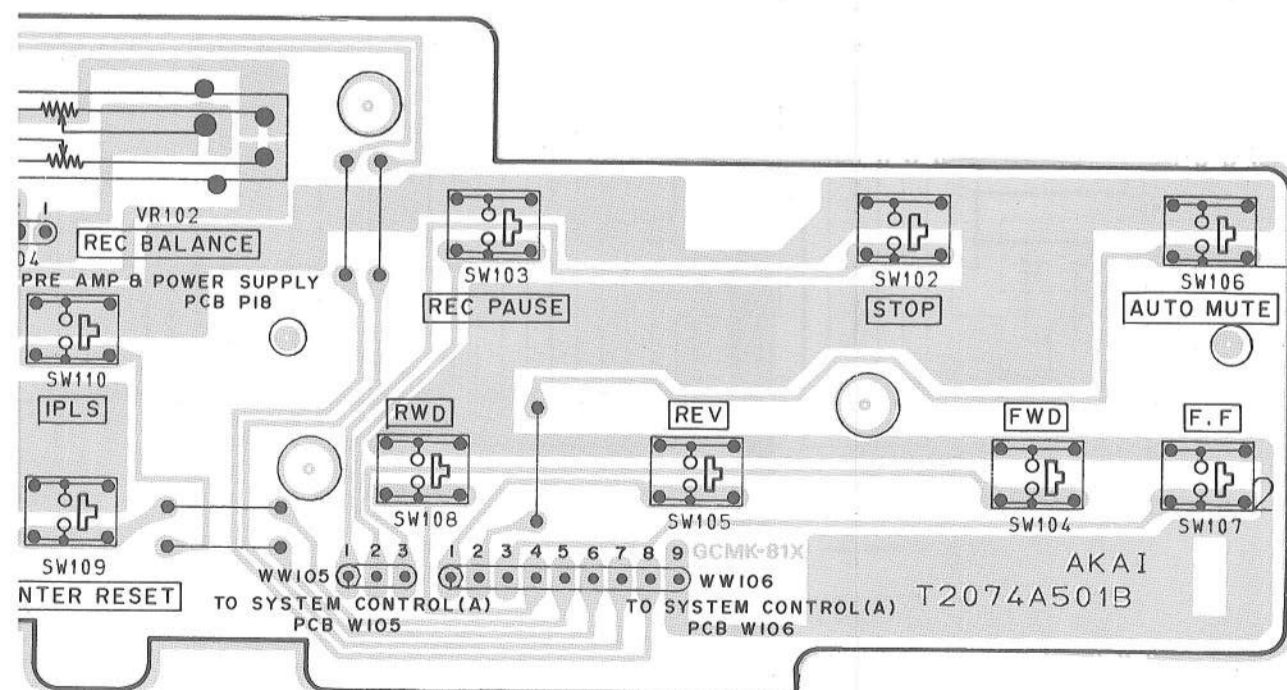 VR102
REC BALANCE
1
04
PRE AMP & POWER SUPPLY
PCB P18
SW110
IPLS
SW109
NTER RESET
SW103
REC PAUSE
SW102
STOP
SW106
AUTO MUTE
RWD
SW108
REV
SW105
FWD
SW104
F.F
SW107
2
1 2 3
WW105
TO SYSTEM CONTROL(A)
PCB W105
1 2 3 4 5 6 7 8 9
WW106
TO SYSTEM CONTROL(A)
PCB W106
GCMK-81X
AKAI
T2074A501B